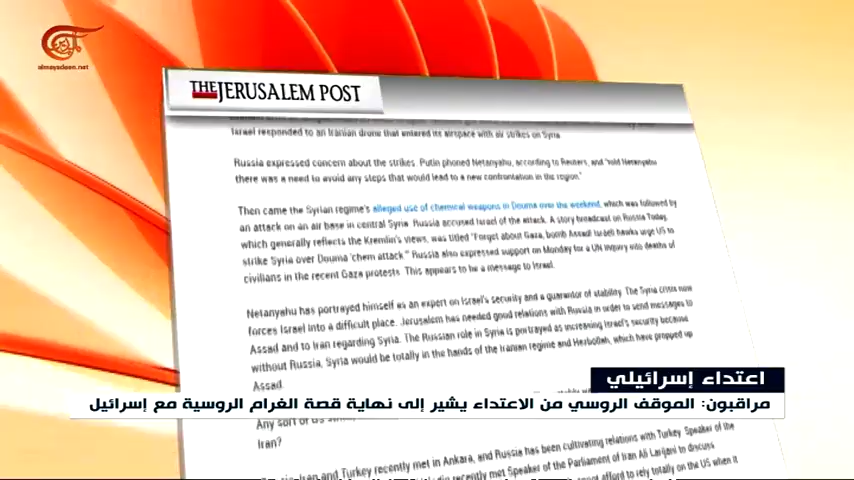 الميادين
almayadeen.net
THE JERUSALEM POST
Israel responded to an Iranian drone that entered its airspace with air strikes on Syria
Russia expressed concern about the strikes. Putin phoned Netanyahu, according to Reuters, and "told Netanyahu
there was a need to avoid any steps that would lead to a new confrontation in the region."
Then came the Syrian regime's alleged use of chemical weapons in Douma over the weekend, which was followed by
an attack on an air base in central Syria. Russia accused Israel of the attack. A story broadcast on Russia Today,
which generally reflects the Kremlin's views, was titled "Forget about Gaza, bomb Assad! Israeli hawks urge US to
strike Syria over Douma 'chem attack.'" Russia also expressed support on Monday for a UN inquiry into deaths of
civilians in the recent Gaza protests. This appears to be a message to Israel.
Netanyahu has portrayed himself as an expert on Israel's security and a guarantor of stability. The Syria crisis now
forces Israel into a difficult place. Jerusalem has needed good relations with Russia in order to send messages to
Assad and to Iran regarding Syria. The Russian role in Syria is portrayed as increasing Israel's security because
without Russia, Syria would be totally in the hands of the Iranian regime and Hezbollah, which have propped up
Assad.
اعتداء إسرائيلي
مراقبون: الموقف الروسي من الاعتداء يشير إلى نهاية قصة الغرام الروسية مع إسرائيل
Any sort of US
Iran?
Iran and Turkey recently met in Ankara, and Russia has been cultivating relations with Turkey. Speaker of the
recently met Speaker of the Parliament of Iran Ali Larijani to discuss
afford to rely totally on the US when it